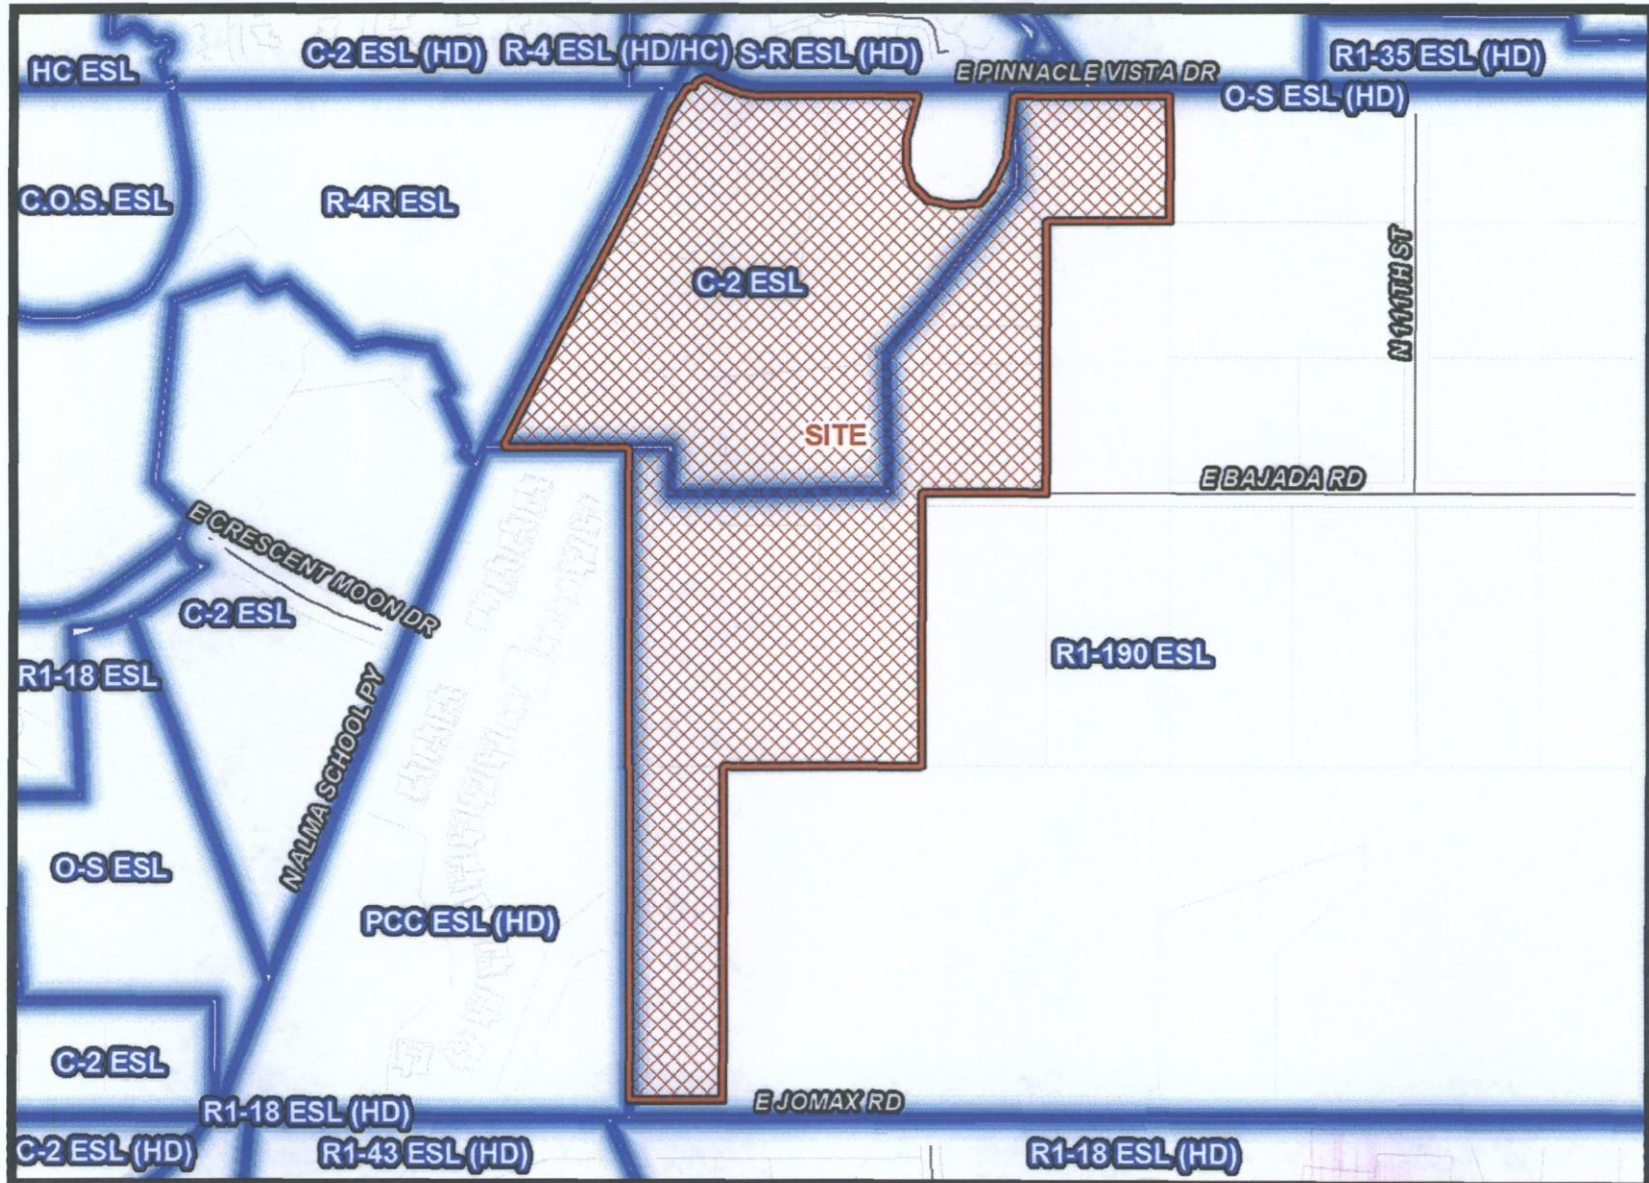 C-2 ESL (HD)
R-4 ESL (HD/HC)
S-R ESL (HD)
R1-35 ESL (HD)
HC ESL
E PINNACLE VISTA DR
O-S ESL (HD)
C.O.S. ESL
R-4R ESL
C-2 ESL
N 111TH ST
SITE
E BAJADA RD
E CRESCENT MOON DR
C-2 ESL
R1-18 ESL
R1-190 ESL
N ALMA SCHOOL PY
O-S ESL
PCC ESL (HD)
C-2 ESL
R1-18 ESL (HD)
E JOMAX RD
C-2 ESL (HD)
R1-43 ESL (HD)
R1-18 ESL (HD)